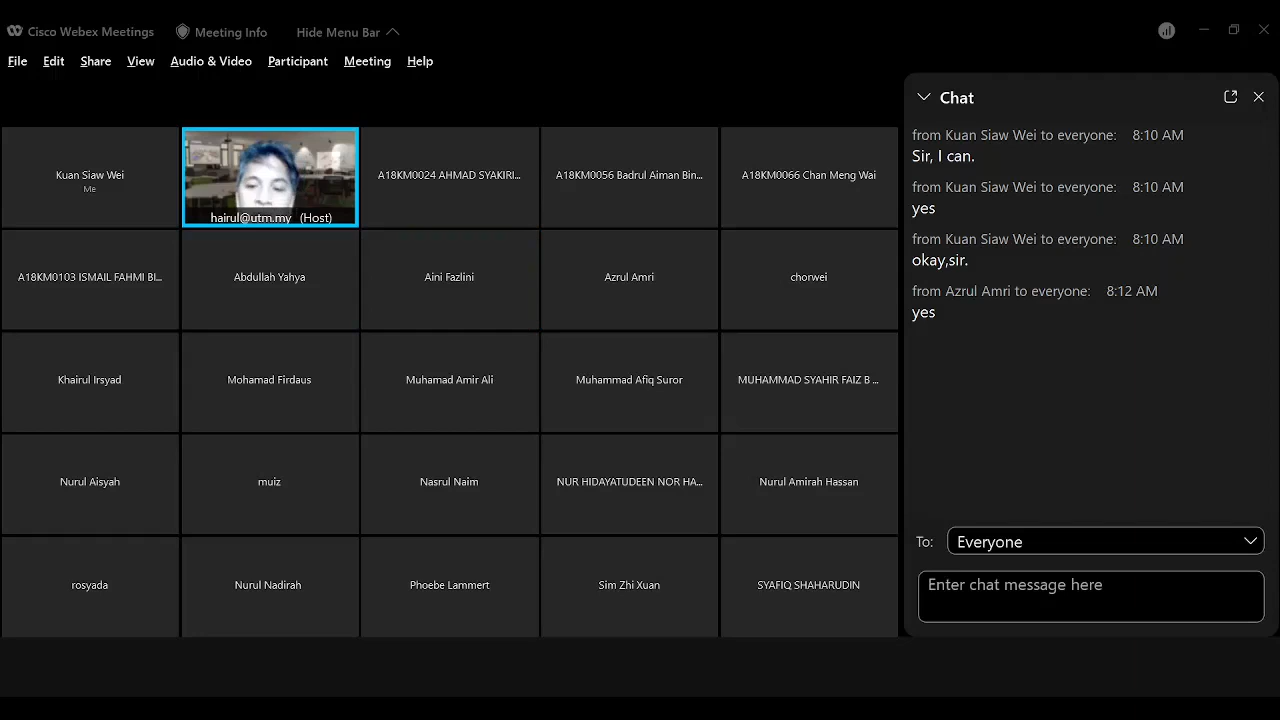 Cisco Webex Meetings Meeting Info Hide Menu Bar
File Edit Share View Audio & Video Participant Meeting Help
Kuan Siaw Wei
Me
hairul@utm.my (Host)
A18KM0024 AHMAD SYAKIRI...
A18KM0056 Badrul Aiman Bin...
A18KM0066 Chan Meng Wai
A18KM0103 ISMAIL FAHMI BI...
Abdullah Yahya
Aini Fazlini
Azrul Amri
chorwei
Khairul Irsyad
Mohamad Firdaus
Muhamad Amir Ali
Muhammad Afiq Suror
MUHAMMAD SYAHIR FAIZ B ...
Nurul Aisyah
muiz
Nasrul Naim
NUR HIDAYATUDEEN NOR HA...
Nurul Amirah Hassan
rosyada
Nurul Nadirah
Phoebe Lammert
Sim Zhi Xuan
SYAFIQ SHAHARUDIN
Chat
from Kuan Siaw Wei to everyone: 8:10 AM
Sir, I can.
from Kuan Siaw Wei to everyone: 8:10 AM
yes
from Kuan Siaw Wei to everyone: 8:10 AM
okay,sir.
from Azrul Amri to everyone: 8:12 AM
yes
To: Everyone
Enter chat message here